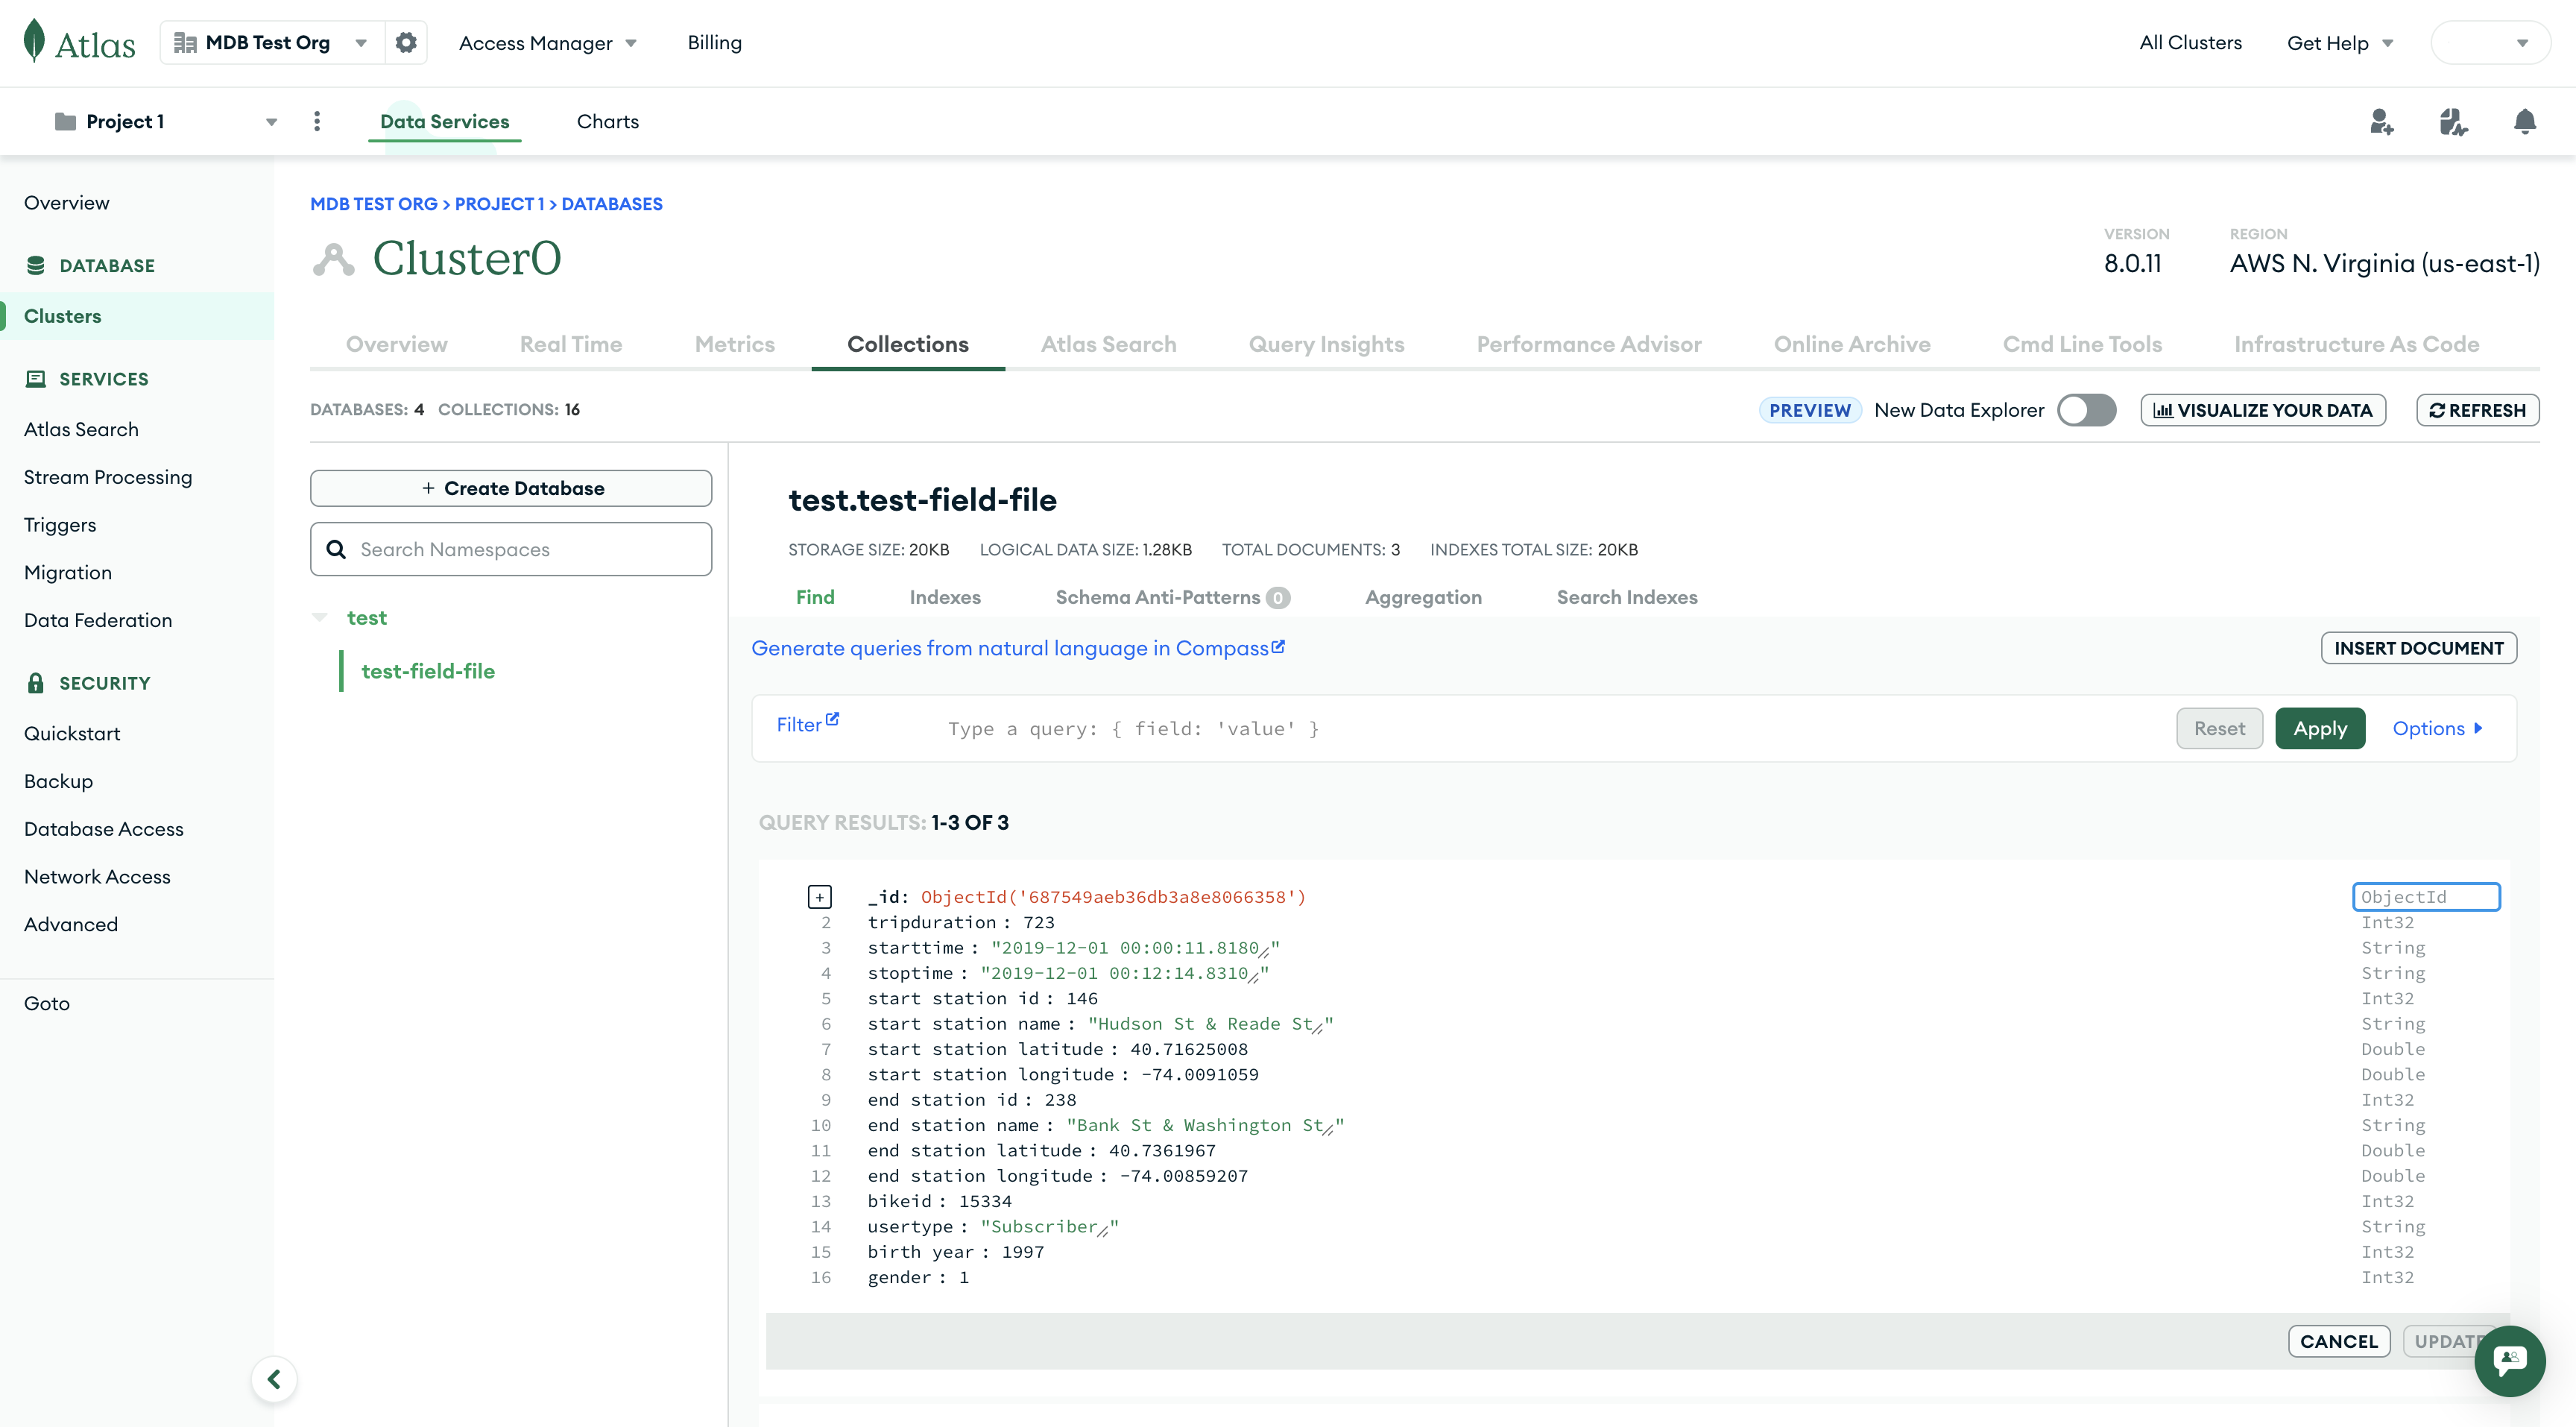 Atlas
MDB Test Org
Access Manager
Billing
All Clusters
Get Help
Project 1
Data Services
Charts
Overview
DATABASE
Clusters
SERVICES
Atlas Search
Stream Processing
Triggers
Migration
Data Federation
SECURITY
Quickstart
Backup
Database Access
Network Access
Advanced
Goto
MDB TEST ORG > PROJECT 1 > DATABASES
Cluster0
VERSION
8.0.11
REGION
AWS N. Virginia (us-east-1)
Overview Real Time Metrics Collections Atlas Search Query Insights Performance Advisor Online Archive Cmd Line Tools Infrastructure As Code
DATABASES: 4 COLLECTIONS: 16
PREVIEW New Data Explorer VISUALIZE YOUR DATA REFRESH
+ Create Database
Search Namespaces
test
test-field-file
test.test-field-file
STORAGE SIZE: 20KB LOGICAL DATA SIZE: 1.28KB TOTAL DOCUMENTS: 3 INDEXES TOTAL SIZE: 20KB
Find Indexes Schema Anti-Patterns 0 Aggregation Search Indexes
Generate queries from natural language in Compass
INSERT DOCUMENT
Filter Type a query: { field: 'value' } Reset Apply Options
QUERY RESULTS: 1-3 OF 3
+ _id: ObjectId('687549aeb36db3a8e8066358') ObjectId
2 tripduration : 723 Int32
3 starttime : "2019-12-01 00:00:11.8180" String
4 stoptime : "2019-12-01 00:12:14.8310" String
5 start station id : 146 Int32
6 start station name : "Hudson St & Reade St" String
7 start station latitude : 40.71625008 Double
8 start station longitude : -74.0091059 Double
9 end station id : 238 Int32
10 end station name : "Bank St & Washington St" String
11 end station latitude : 40.7361967 Double
12 end station longitude : -74.00859207 Double
13 bikeid : 15334 Int32
14 usertype : "Subscriber" String
15 birth year : 1997 Int32
16 gender : 1 Int32
CANCEL UPDATE